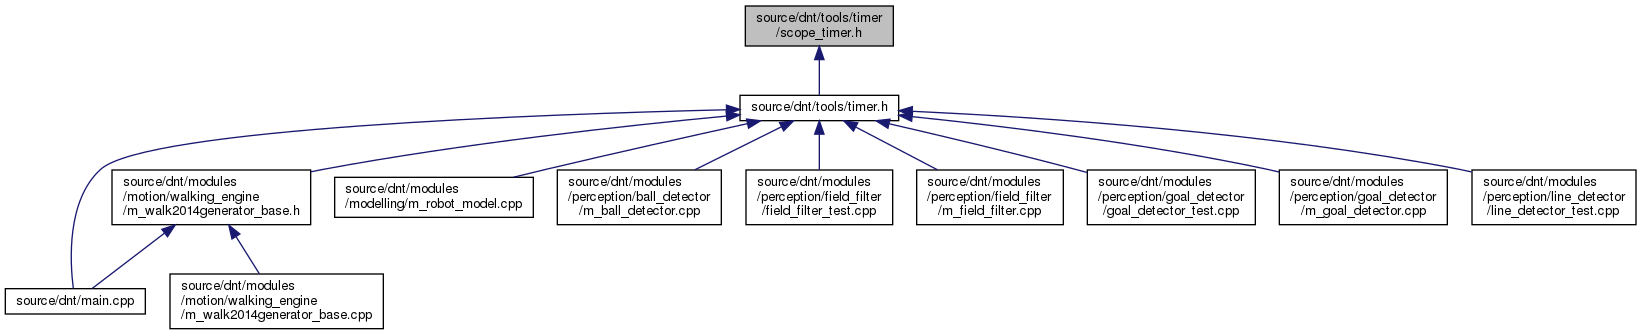 source/dnt/tools/timer
/scope_timer.h
source/dnt/tools/timer.h
source/dnt/modules
/motion/walking_engine
/m_walk2014generator_base.h
source/dnt/modules
/modelling/m_robot_model.cpp
source/dnt/modules
/perception/ball_detector
/m_ball_detector.cpp
source/dnt/modules
/perception/field_filter
/field_filter_test.cpp
source/dnt/modules
/perception/field_filter
/m_field_filter.cpp
source/dnt/modules
/perception/goal_detector
/goal_detector_test.cpp
source/dnt/modules
/perception/goal_detector
/m_goal_detector.cpp
source/dnt/modules
/perception/line_detector
/line_detector_test.cpp
source/dnt/main.cpp
source/dnt/modules
/motion/walking_engine
/m_walk2014generator_base.cpp